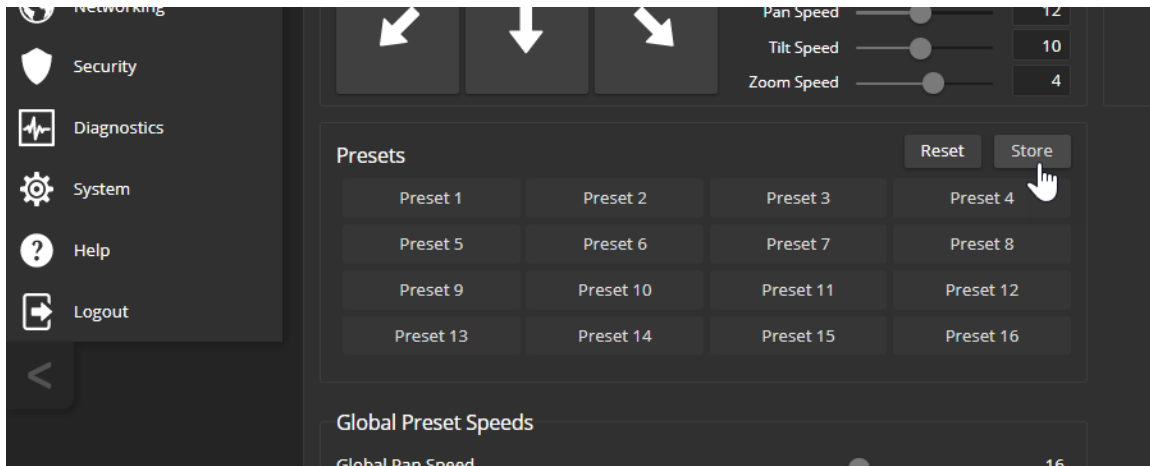 Networking
Security
Diagnostics
System
Help
Logout
<
Pan Speed 12
Tilt Speed 10
Zoom Speed 4
Presets Reset Store
Preset 1 Preset 2 Preset 3 Preset 4
Preset 5 Preset 6 Preset 7 Preset 8
Preset 9 Preset 10 Preset 11 Preset 12
Preset 13 Preset 14 Preset 15 Preset 16
Global Preset Speeds
Global Pan Speed 16